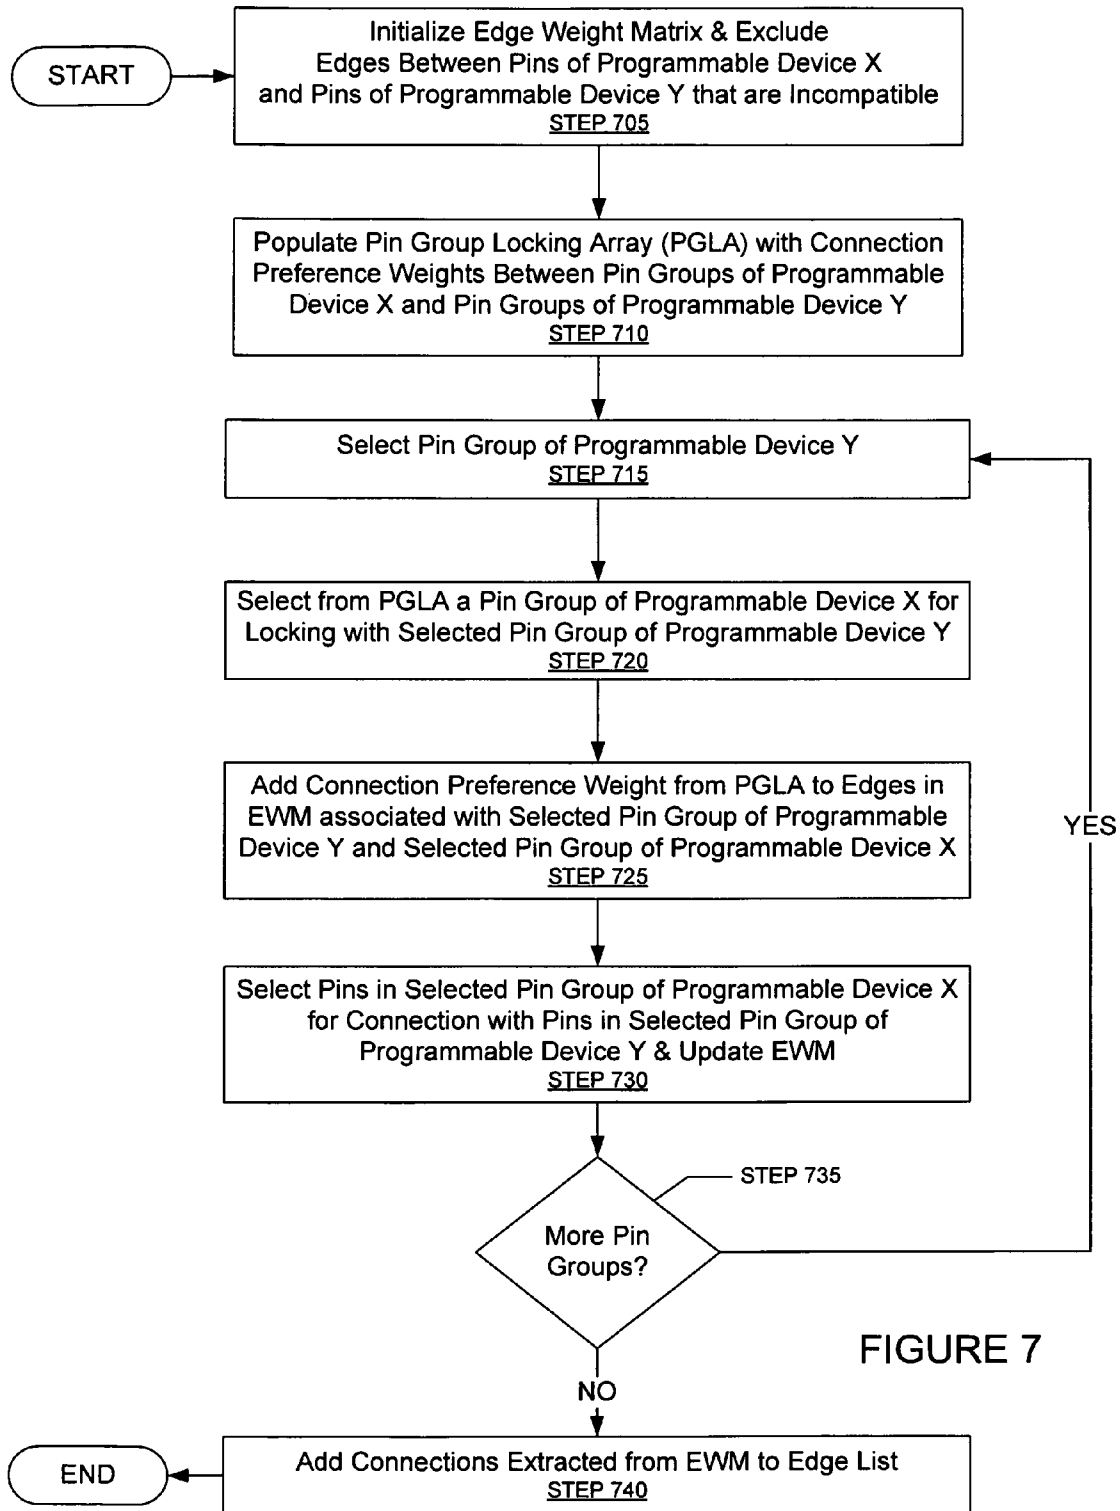 START
Initialize Edge Weight Matrix & Exclude
Edges Between Pins of Programmable Device X
and Pins of Programmable Device Y that are Incompatible
STEP 705
Populate Pin Group Locking Array (PGLA) with Connection
Preference Weights Between Pin Groups of Programmable
Device X and Pin Groups of Programmable Device Y
STEP 710
Select Pin Group of Programmable Device Y
STEP 715
Select from PGLA a Pin Group of Programmable Device X for
Locking with Selected Pin Group of Programmable Device Y
STEP 720
Add Connection Preference Weight from PGLA to Edges in
EWM associated with Selected Pin Group of Programmable
Device Y and Selected Pin Group of Programmable Device X
STEP 725
YES
Select Pins in Selected Pin Group of Programmable Device X
for Connection with Pins in Selected Pin Group of
Programmable Device Y & Update EWM
STEP 730
STEP 735
More Pin
Groups?
FIGURE 7
NO
Add Connections Extracted from EWM to Edge List
STEP 740
END